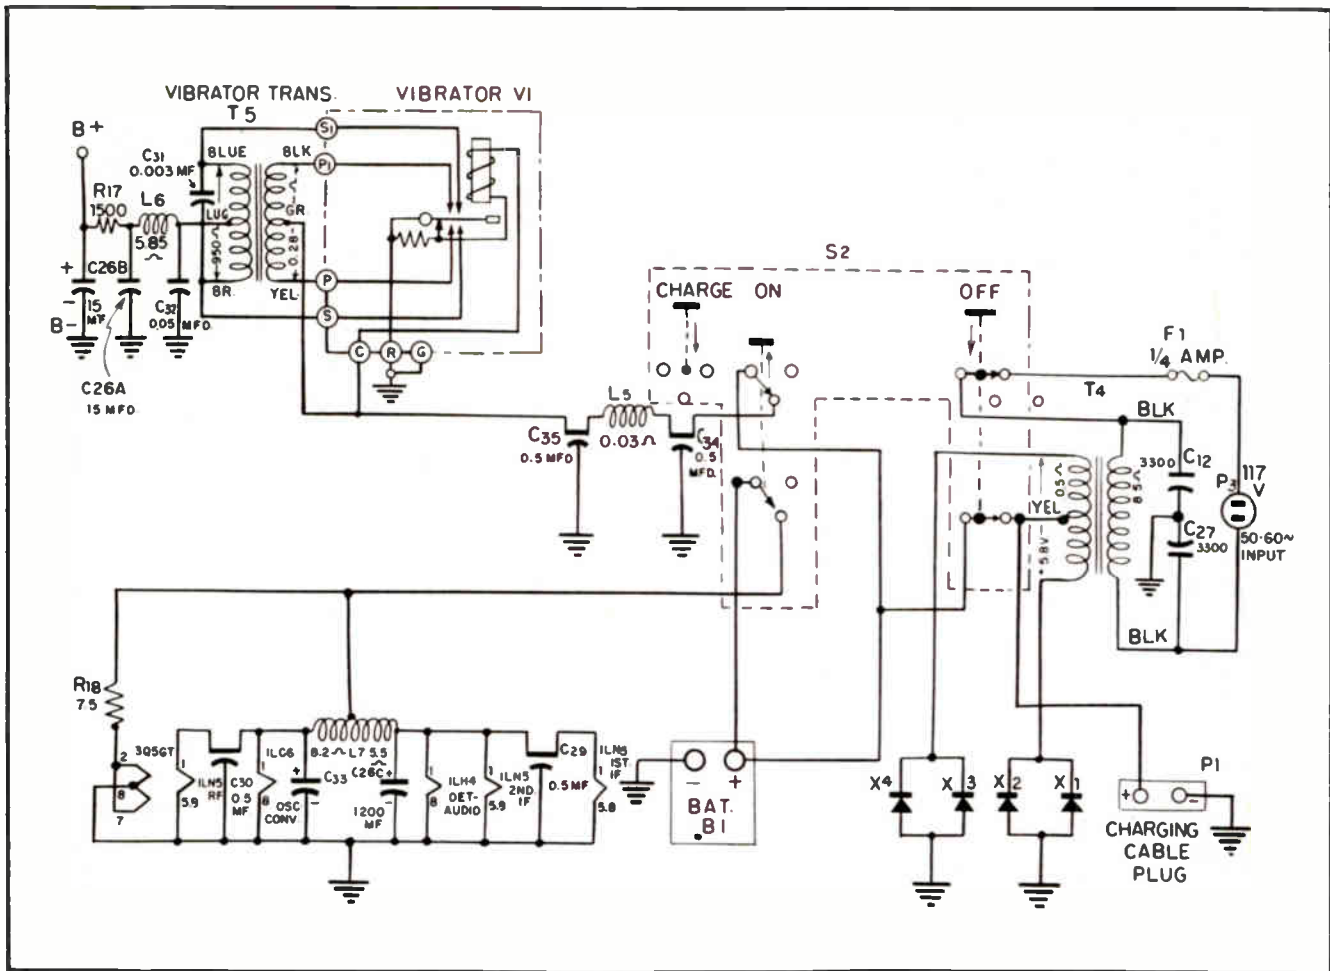 VIBRATOR TRANS.
T5
VIBRATOR V1
B+
C31
0.003 MF
BLUE
BLK
S1
P1
R17
1500
L6
5.85
LUG
GR
950
0.28
+
C26B
-
15
MF
B-
C32
0.05 MFD.
BR.
YEL.
P
S
C
R
G
C26A
15 MFD.
S2
CHARGE
ON
OFF
F1
1/4 AMP.
T4
BLK
L5
0.03Ω
C35
0.5 MFD
C34
0.5
MFD.
0.5
8.5
YEL
+ 5.8V
3300
C12
C27
3300
P3
117
V
50-60~
INPUT
BLK
R18
7.5
2
3Q5GT
8
7
1
5.9
1LN5
RF
C30
0.5
MF
1LC6
1
8
OSC
CONV.
8.2
L7
5.5
+
C33
-
C26C
+
-
1200
MF
1
8
1LH4
DET-
AUDIO
1
5.9
1LN5
2ND.
IF
C29
0.5 MF
1LN5
1ST.
IF
1
5.8
-
+
BAT.
B1
X4
X3
X2
X1
P1
+
-
CHARGING
CABLE
PLUG